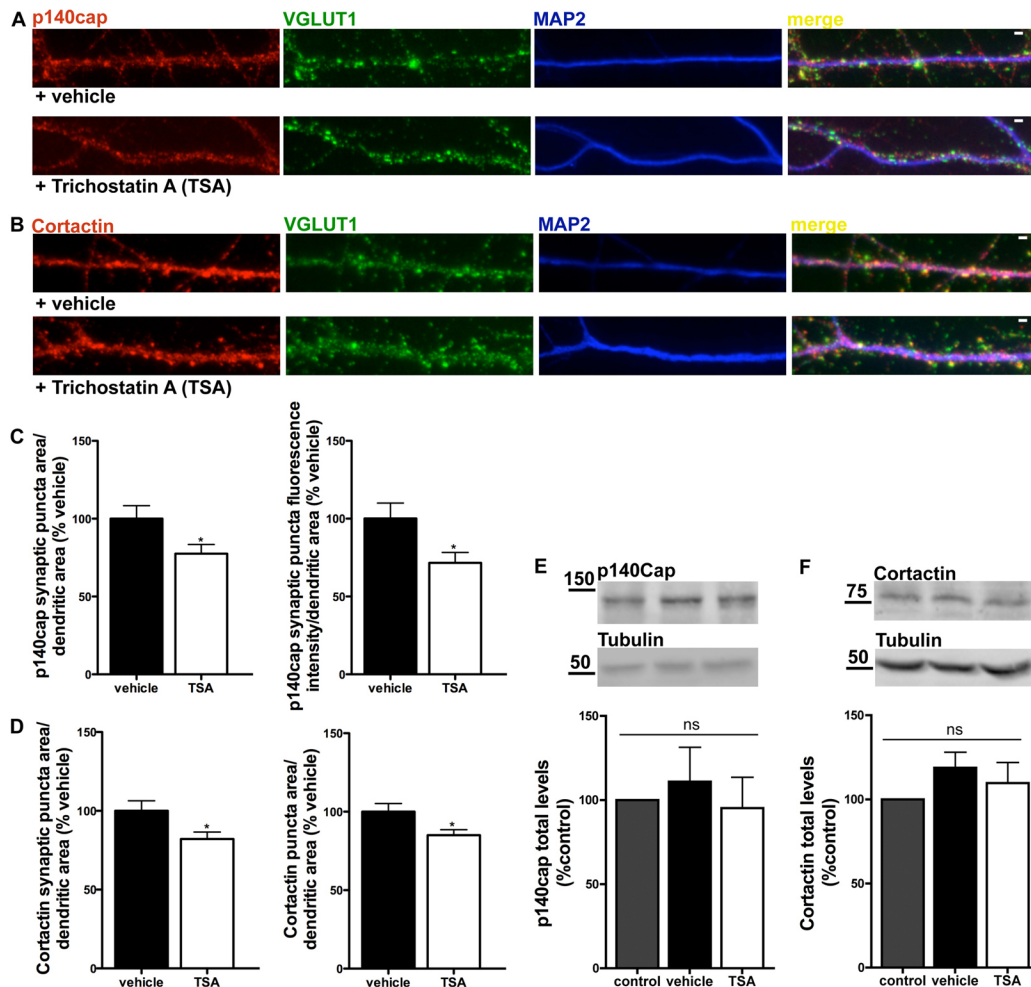 A p140cap VGLUT1 MAP2 merge
+ vehicle
+ Trichostatin A (TSA)
B Cortactin VGLUT1 MAP2 merge
+ vehicle
+ Trichostatin A (TSA)
C
p140cap synaptic puncta area/
dendritic area (% vehicle)
150
100
50
0
*
vehicle TSA
p140cap synaptic puncta fluorescence
intensity/dendritic area (% vehicle)
150
100
50
0
*
vehicle TSA
D
Cortactin synaptic puncta area/
dendritic area (% vehicle)
150
100
50
0
*
vehicle TSA
Cortactin puncta area/
dendritic area (% vehicle)
150
100
50
0
*
vehicle TSA
E
150 p140Cap
Tubulin
50
p140cap total levels
(%control)
150
100
50
0
ns
control vehicle TSA
F
Cortactin
75
Tubulin
50
Cortactin total levels
(%control)
150
100
50
0
ns
control vehicle TSA